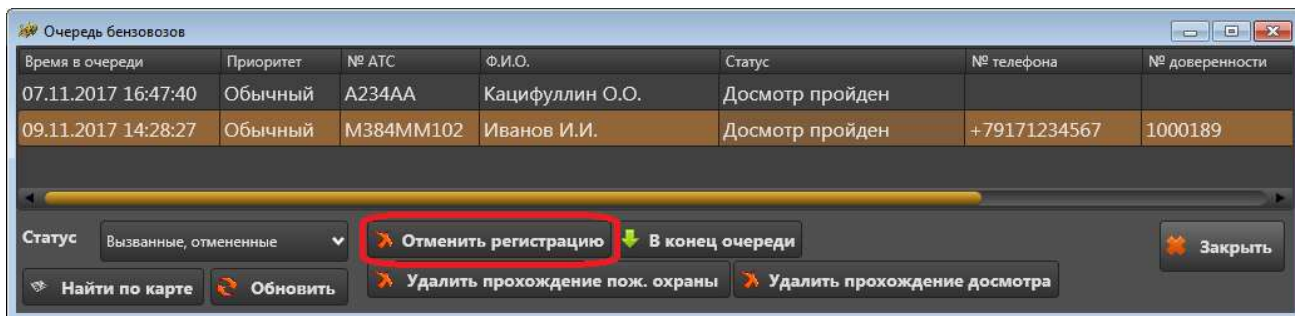 Очередь бензовозов
Время в очереди Приоритет № АТС Ф.И.О. Статус № телефона № доверенности
07.11.2017 16:47:40 Обычный А234АА Кацифуллин О.О. Досмотр пройден
09.11.2017 14:28:27 Обычный М384ММ102 Иванов И.И. Досмотр пройден +79171234567 1000189
Статус Вызванные, отмененные Отменить регистрацию В конец очереди Закрыть
Найти по карте Обновить Удалить прохождение пож. охраны Удалить прохождение досмотра